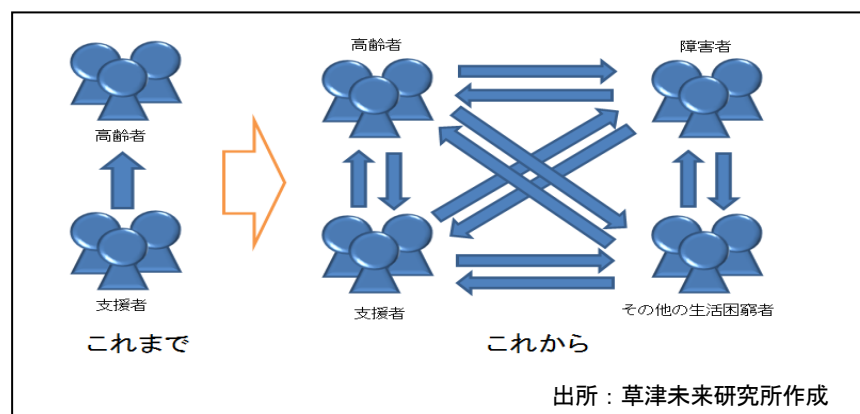 高齢者
支援者
これまで
高齢者
障害者
支援者
その他の生活困窮者
これから
出所：草津未来研究所作成